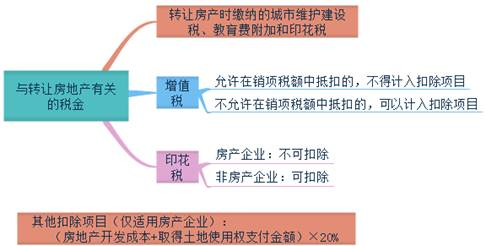 转让房产时缴纳的城市维护建设
税、教育费附加和印花税
与转让房地产有关
的税金
增值
税
允许在销项税额中抵扣的，不得计入扣除项目
不允许在销项税额中抵扣的，可以计入扣除项目
印花
税
房产企业：不可扣除
非房产企业：可扣除
其他扣除项目（仅适用房产企业）：
（房地产开发成本+取得土地使用权支付金额）×20%